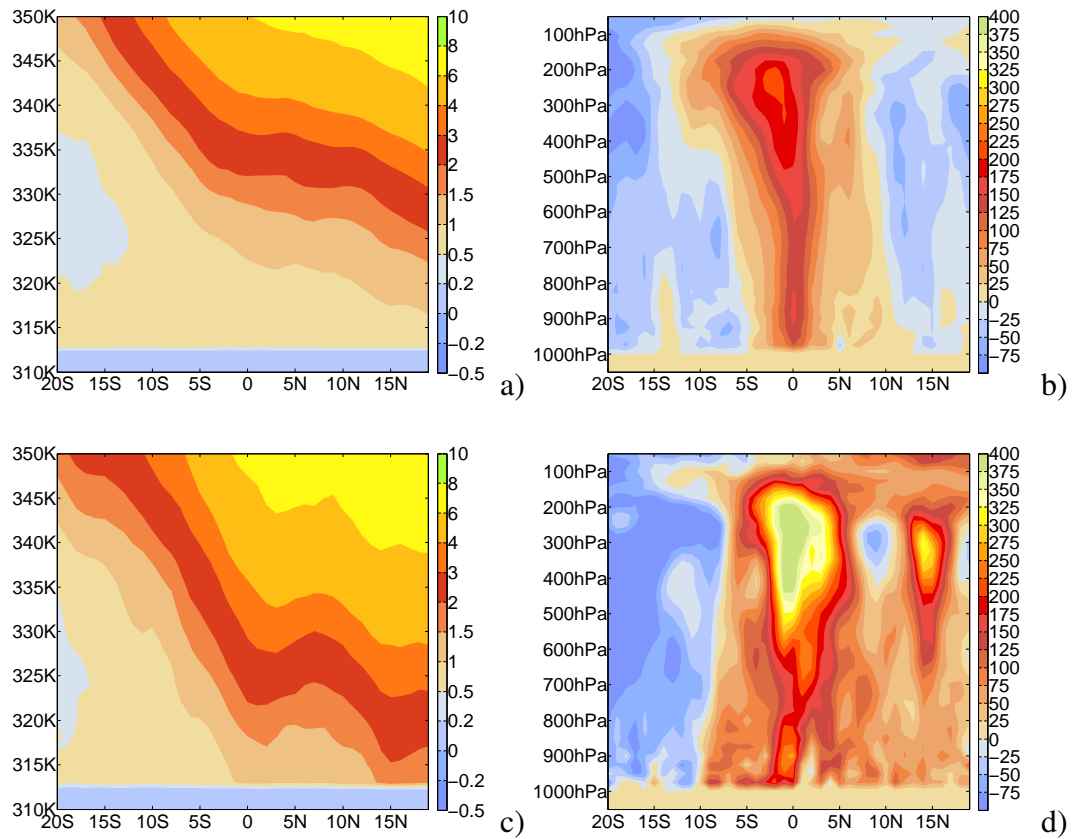 350K
345K
340K
335K
330K
325K
320K
315K
310K
20S 15S 10S 5S 0 5N 10N 15N
10
8
6
4
3
2
1.5
1
0.5
0.2
0
−0.2
−0.5
a)
100hPa
200hPa
300hPa
400hPa
500hPa
600hPa
700hPa
800hPa
900hPa
1000hPa
20S 15S 10S 5S 0 5N 10N 15N
400
375
350
325
300
275
250
225
200
175
150
125
100
75
50
25
0
−25
−50
−75
b)
350K
345K
340K
335K
330K
325K
320K
315K
310K
20S 15S 10S 5S 0 5N 10N 15N
10
8
6
4
3
2
1.5
1
0.5
0.2
0
−0.2
−0.5
c)
100hPa
200hPa
300hPa
400hPa
500hPa
600hPa
700hPa
800hPa
900hPa
1000hPa
20S 15S 10S 5S 0 5N 10N 15N
400
375
350
325
300
275
250
225
200
175
150
125
100
75
50
25
0
−25
−50
−75
d)